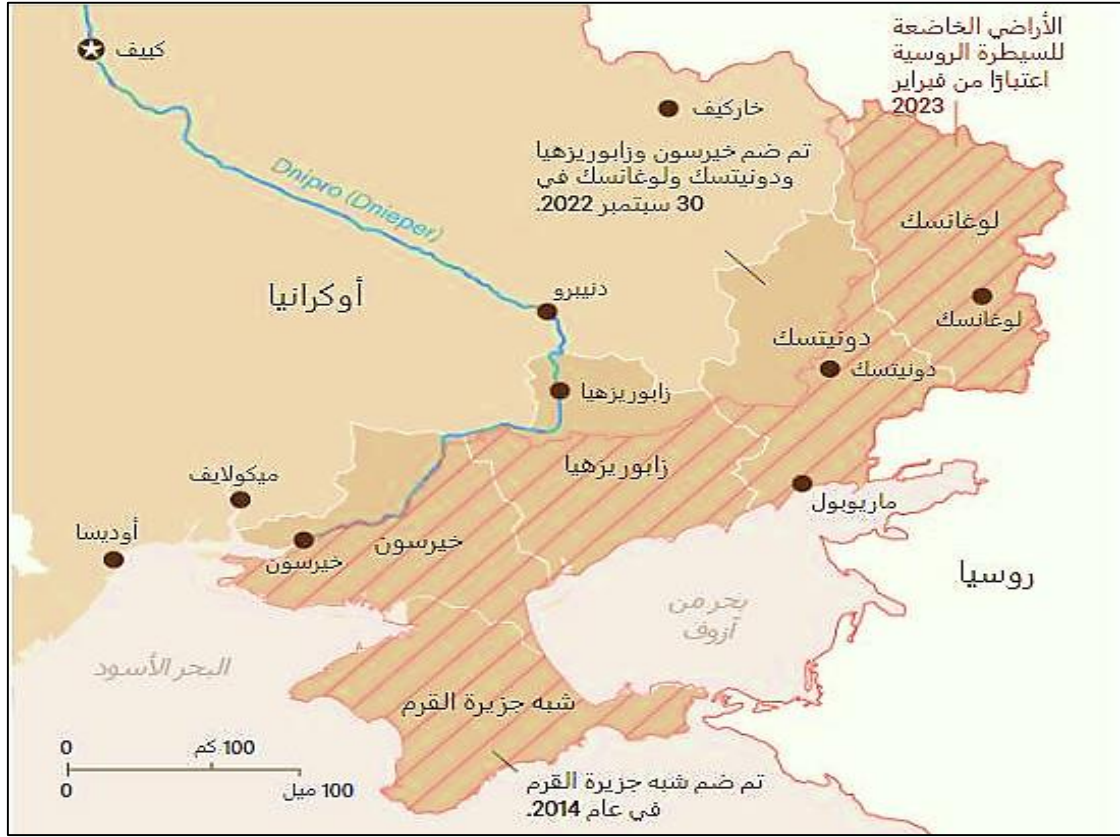 الأراضي الخاضعة
للسيطرة الروسية
اعتبارًا من فبراير
2023
كييف
خاركيف
تم ضم خيرسون وزابوريزهيا
ودونيتسك ولوغانسك في
30 سبتمبر 2022.
Dnipro (Dnieper)
لوغانسك
أوكرانيا
دنيبرو
لوغانسك
دونيتسك
دونيتسك
زابوريزهيا
زابوريزهيا
ميكولايف
ماريوبول
أوديسا
خيرسون
خيرسون
روسيا
بحر من
آزوف
البحر الأسود
شبه جزيرة القرم
0 100 كم
0 100 ميل
تم ضم شبه جزيرة القرم
في عام 2014.